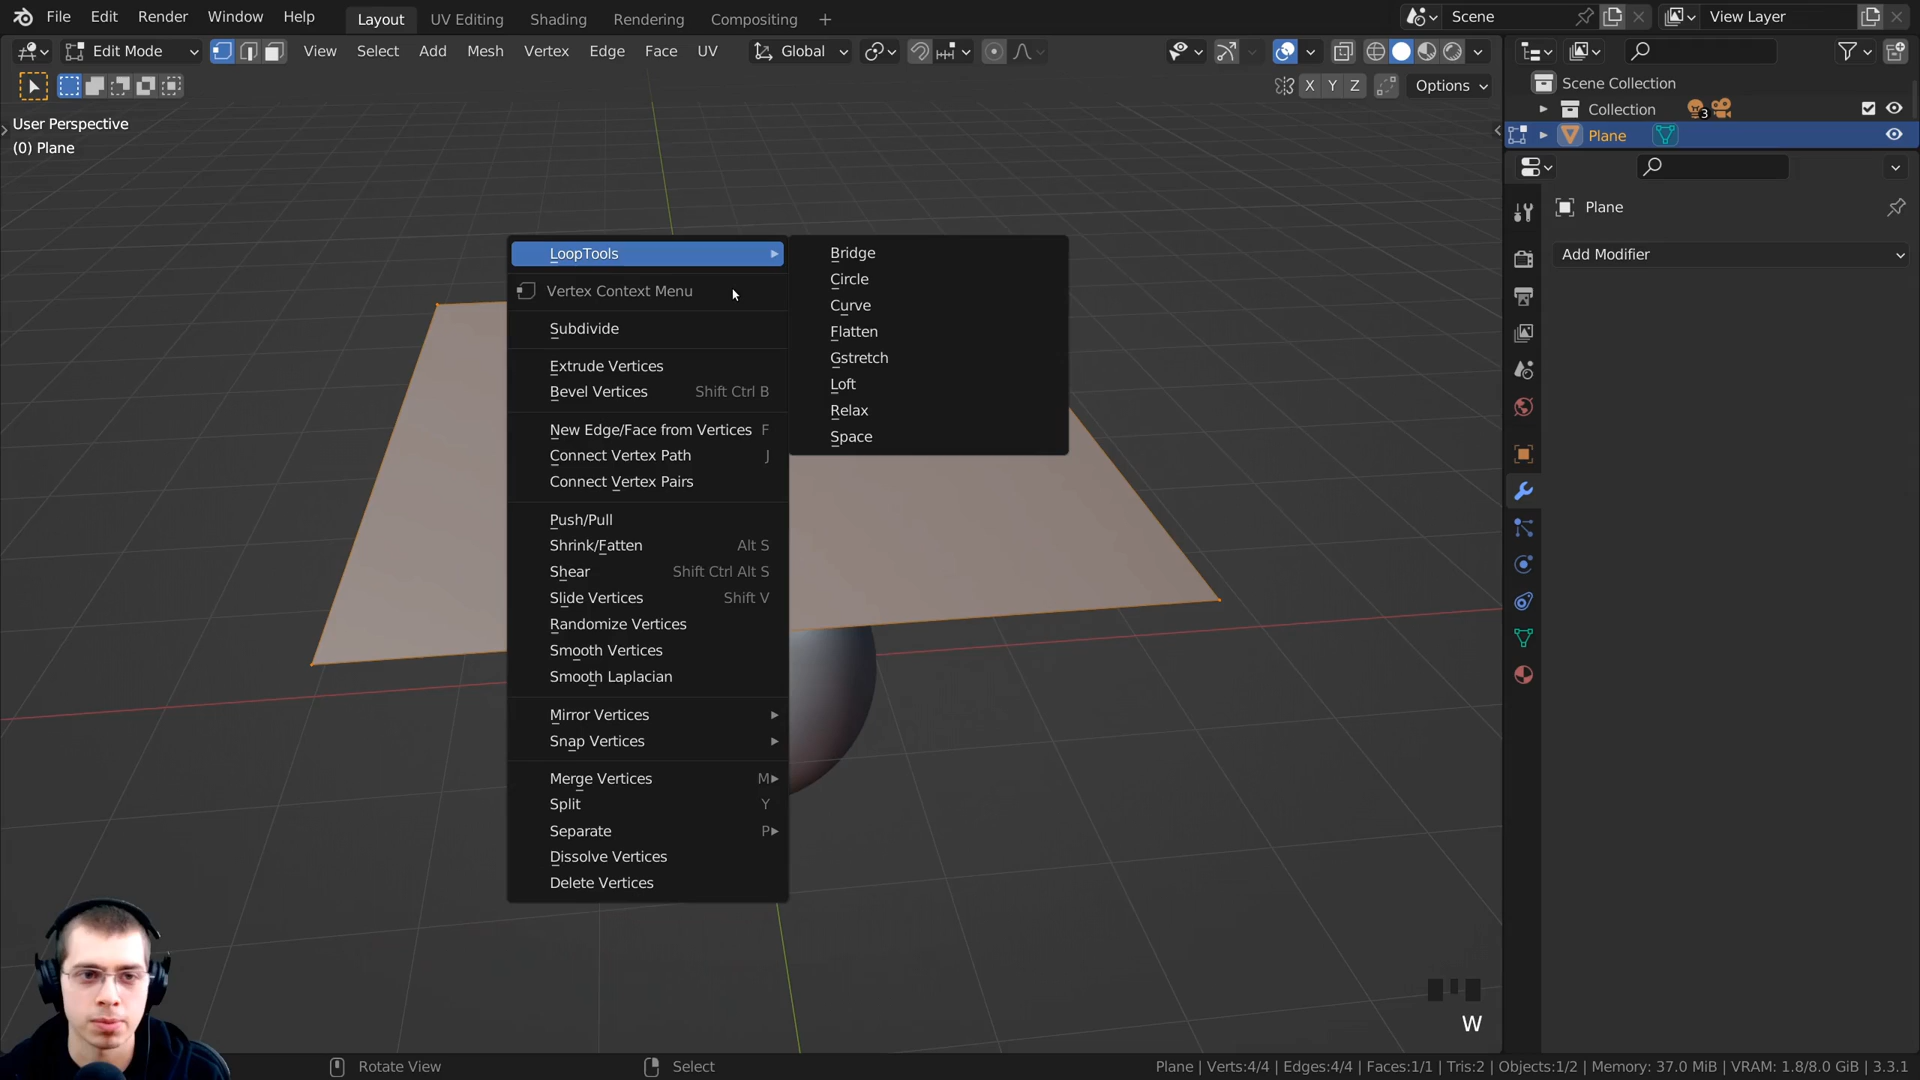 File Edit Render Window Help Layout UV Editing Shading Rendering Compositing + Scene View Layer
Edit Mode View Select Add Mesh Vertex Edge Face UV Global
X Y Z Options
User Perspective
(0) Plane
Scene Collection
Collection 3
Plane
Plane
Add Modifier
LoopTools
Vertex Context Menu
Subdivide
Extrude Vertices
Bevel Vertices Shift Ctrl B
New Edge/Face from Vertices F
Connect Vertex Path J
Connect Vertex Pairs
Push/Pull
Shrink/Fatten Alt S
Shear Shift Ctrl Alt S
Slide Vertices Shift V
Randomize Vertices
Smooth Vertices
Smooth Laplacian
Mirror Vertices
Snap Vertices
Merge Vertices M
Split Y
Separate P
Dissolve Vertices
Delete Vertices
Bridge
Circle
Curve
Flatten
Gstretch
Loft
Relax
Space
W
Rotate View Select Plane | Verts:4/4 | Edges:4/4 | Faces:1/1 | Tris:2 | Objects:1/2 | Memory: 37.0 MiB | VRAM: 1.8/8.0 GiB | 3.3.1